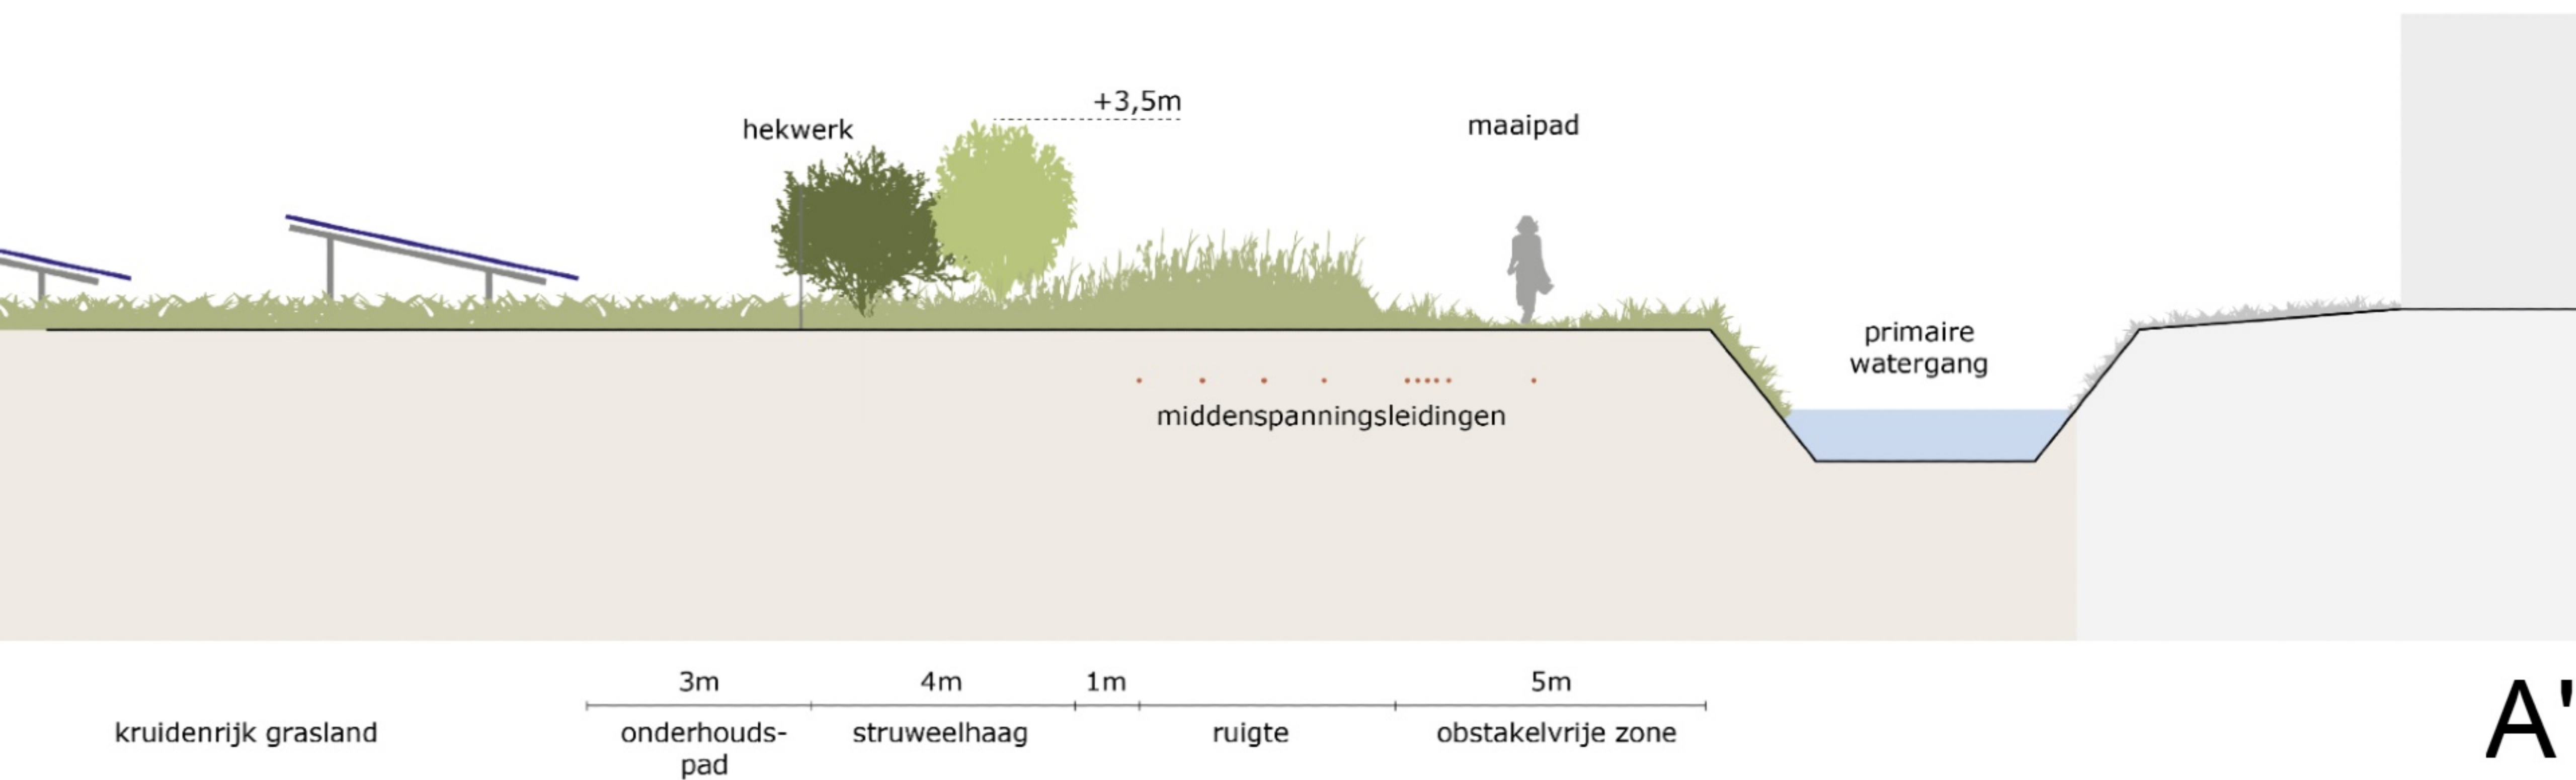 +3,5m
hekwerk
maaipad
primaire
watergang
middenspanningsleidingen
3m
4m
1m
5m
kruidenrijk grasland
onderhouds-
pad
struweelhaag
ruigte
obstakelvrije zone
A'